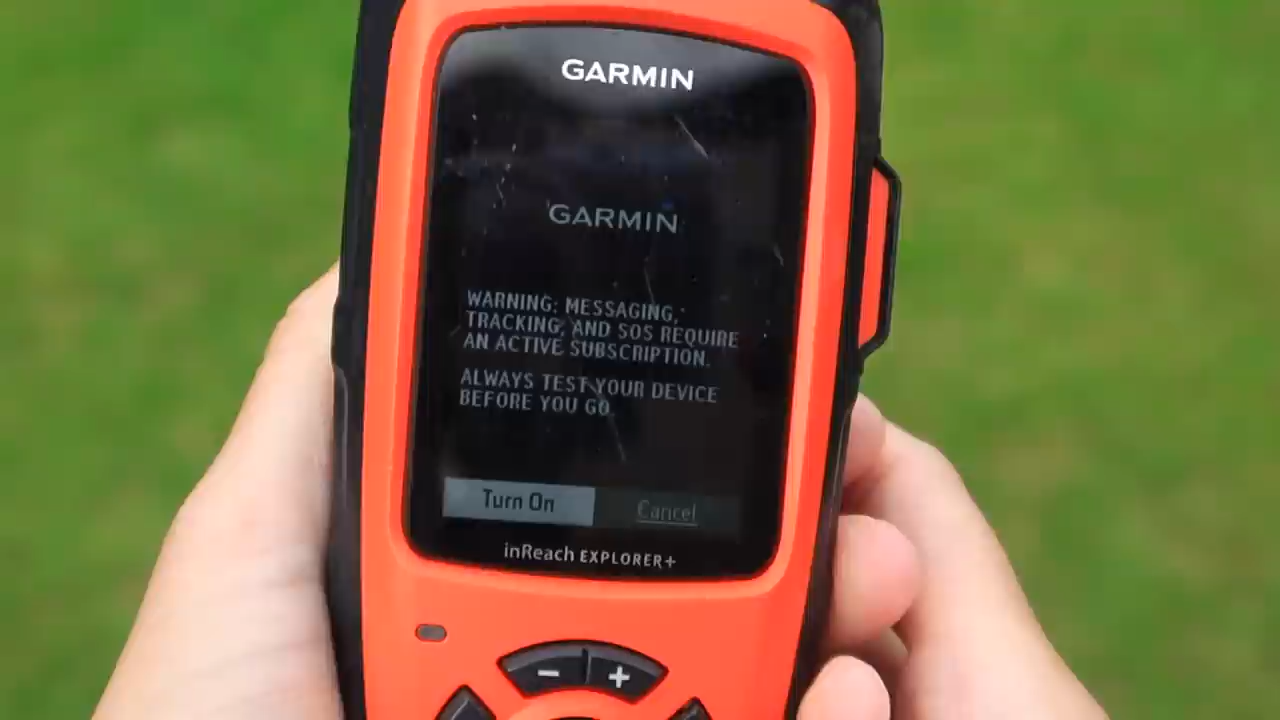 GARMIN
GARMIN
WARNING: MESSAGING,
TRACKING, AND SOS REQUIRE
AN ACTIVE SUBSCRIPTION.
ALWAYS TEST YOUR DEVICE
BEFORE YOU GO.
Turn On Cancel
inReach EXPLORER+
- +